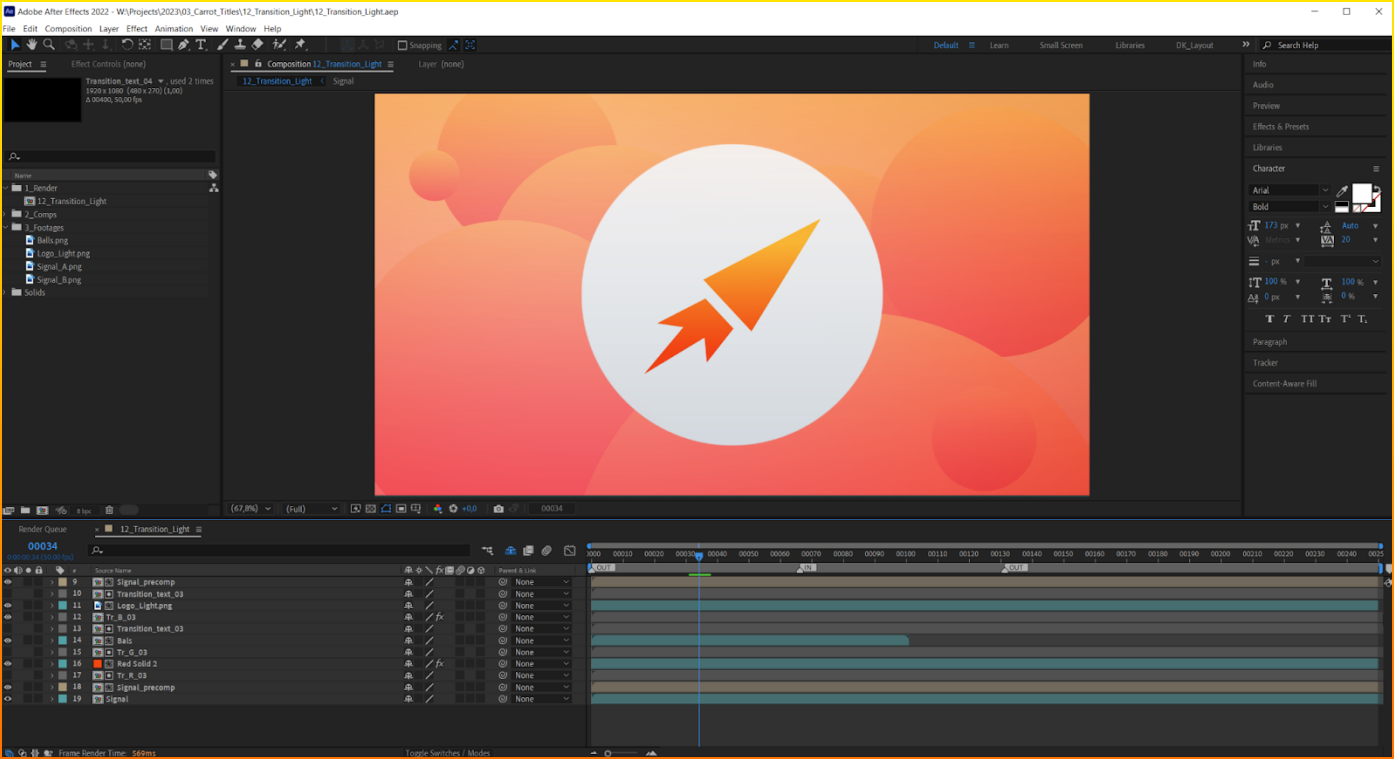 Adobe After Effects 2022 - W:\Projects\2023\03_Carrot_Titles\12_Transition_Light\12_Transition_Light.aep
File Edit Composition Layer Effect Animation View Window Help
Snapping Default Learn Small Screen Libraries DK_Layout Search Help
Project Effect Controls (none)
Composition 12_Transition_Light Layer (none)
12_Transition_Light Signal
Transition_text_04 , used 2 times
1920 x 1080 (480 x 270) (1,00)
Δ 00400, 50,00 fps
Name
1_Render
12_Transition_Light
2_Comps
3_Footages
Balls.png
Logo_Light.png
Signal_A.png
Signal_B.png
Solids
8 bpc
(67,8%) (Full) +0,0 00034
Info
Audio
Preview
Effects & Presets
Libraries
Character
Arial
Bold
173 px Auto
Metrics 20
- px
100 % 100 %
0 px 0 %
T T TT Tт T¹ T₁
Paragraph
Tracker
Content-Aware Fill
Render Queue 12_Transition_Light
00034
0:00:00:34 (50.00 fps)
0000 00010 00020 00030 00040 00050 00060 00070 00080 00090 00100 00110 00120 00130 00140 00150 00160 00170 00180 00190 00200 00210 00220 00230 00240 0025
OUT IN OUT
# Source Name Parent & Link
9 Signal_precomp None
10 Transition_text_03 None
11 Logo_Light.png None
12 Tr_B_03 fx None
13 Transition_text_03 None
14 Bals None
15 Tr_G_03 None
16 Red Solid 2 fx None
17 Tr_R_03 None
18 Signal_precomp None
19 Signal None
Frame Render Time: 569ms Toggle Switches / Modes